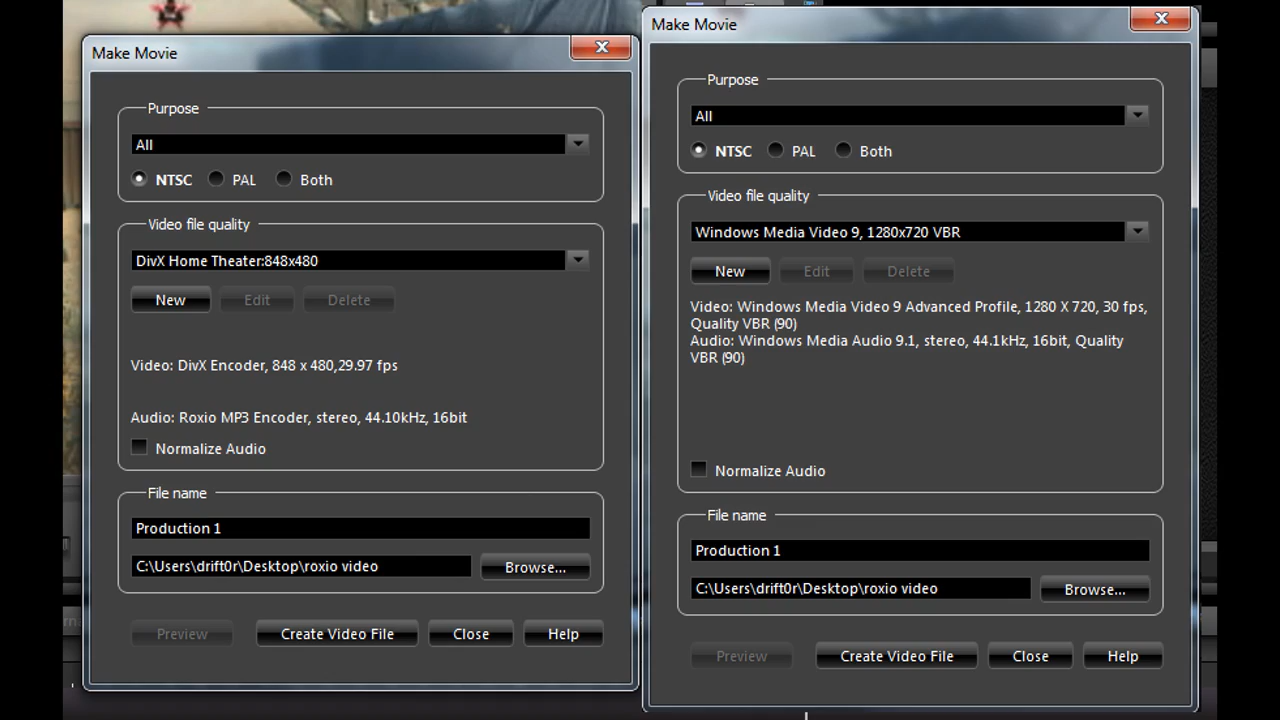 Make Movie
Purpose
All
NTSC PAL Both
Video file quality
DivX Home Theater:848x480
New Edit Delete
Video: DivX Encoder, 848 x 480,29.97 fps
Audio: Roxio MP3 Encoder, stereo, 44.10kHz, 16bit
Normalize Audio
File name
Production 1
C:\Users\drift0r\Desktop\roxio video Browse...
Preview Create Video File Close Help
Make Movie
Purpose
All
NTSC PAL Both
Video file quality
Windows Media Video 9, 1280x720 VBR
New Edit Delete
Video: Windows Media Video 9 Advanced Profile, 1280 X 720, 30 fps,
Quality VBR (90)
Audio: Windows Media Audio 9.1, stereo, 44.1kHz, 16bit, Quality
VBR (90)
Normalize Audio
File name
Production 1
C:\Users\drift0r\Desktop\roxio video Browse...
Preview Create Video File Close Help